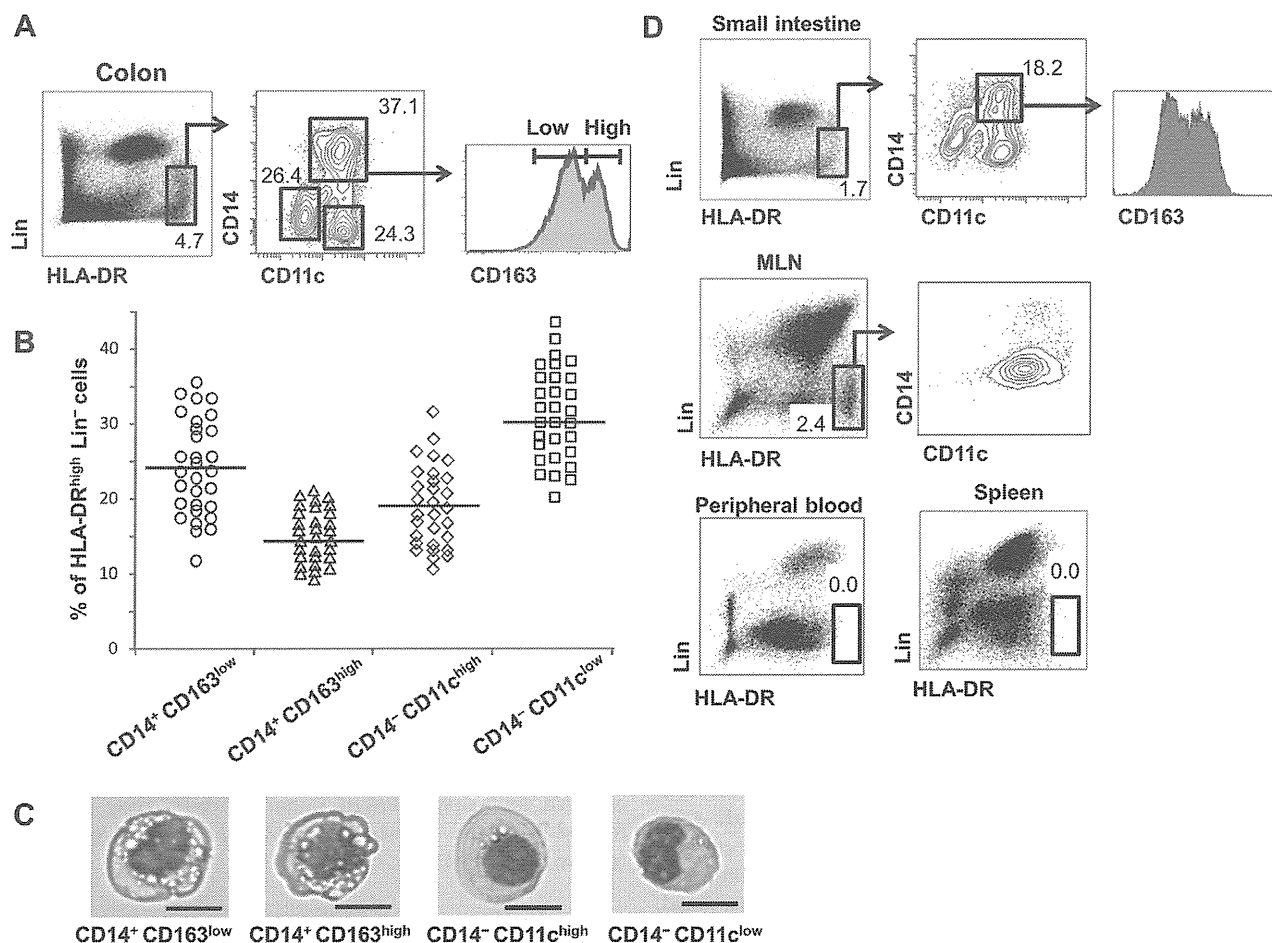 A
Colon
37.1
Low High
26.4
24.3
4.7
Lin
CD14
HLA-DR
CD11c
CD163
B
% of HLA-DRhigh Lin− cells
40
30
20
10
0
CD14+ CD163low
CD14+ CD163high
CD14− CD11chigh
CD14− CD11clow
C
CD14+ CD163low
CD14+ CD163high
CD14− CD11chigh
CD14− CD11clow
D
Small intestine
18.2
Lin
1.7
CD14
HLA-DR
CD11c
CD163
MLN
Lin
2.4
CD14
HLA-DR
CD11c
Peripheral blood
0.0
Lin
HLA-DR
Spleen
0.0
Lin
HLA-DR